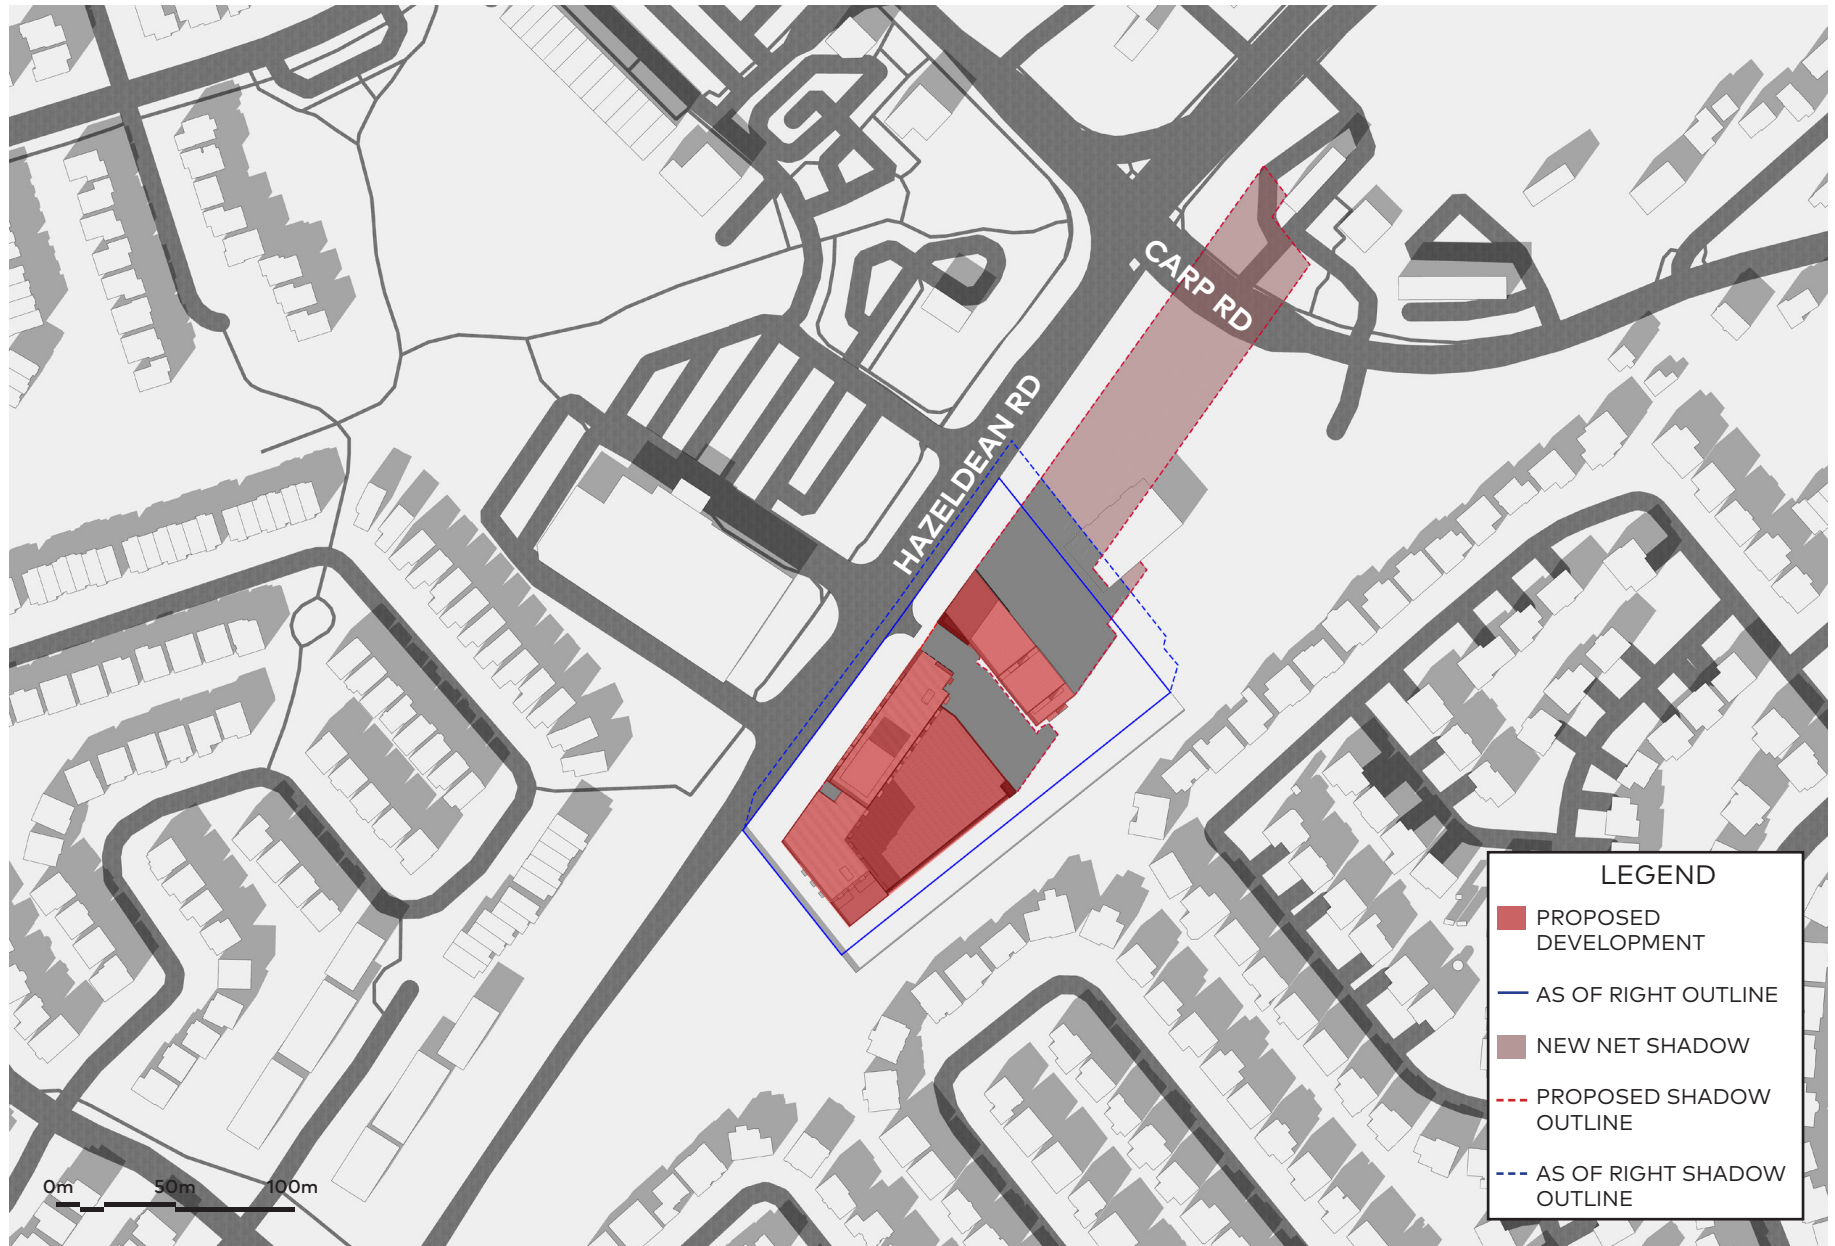 CARP RD
HAZELDEAN RD
LEGEND
PROPOSED
DEVELOPMENT
AS OF RIGHT OUTLINE
NEW NET SHADOW
PROPOSED SHADOW
OUTLINE
AS OF RIGHT SHADOW
OUTLINE
0m 50m 100m